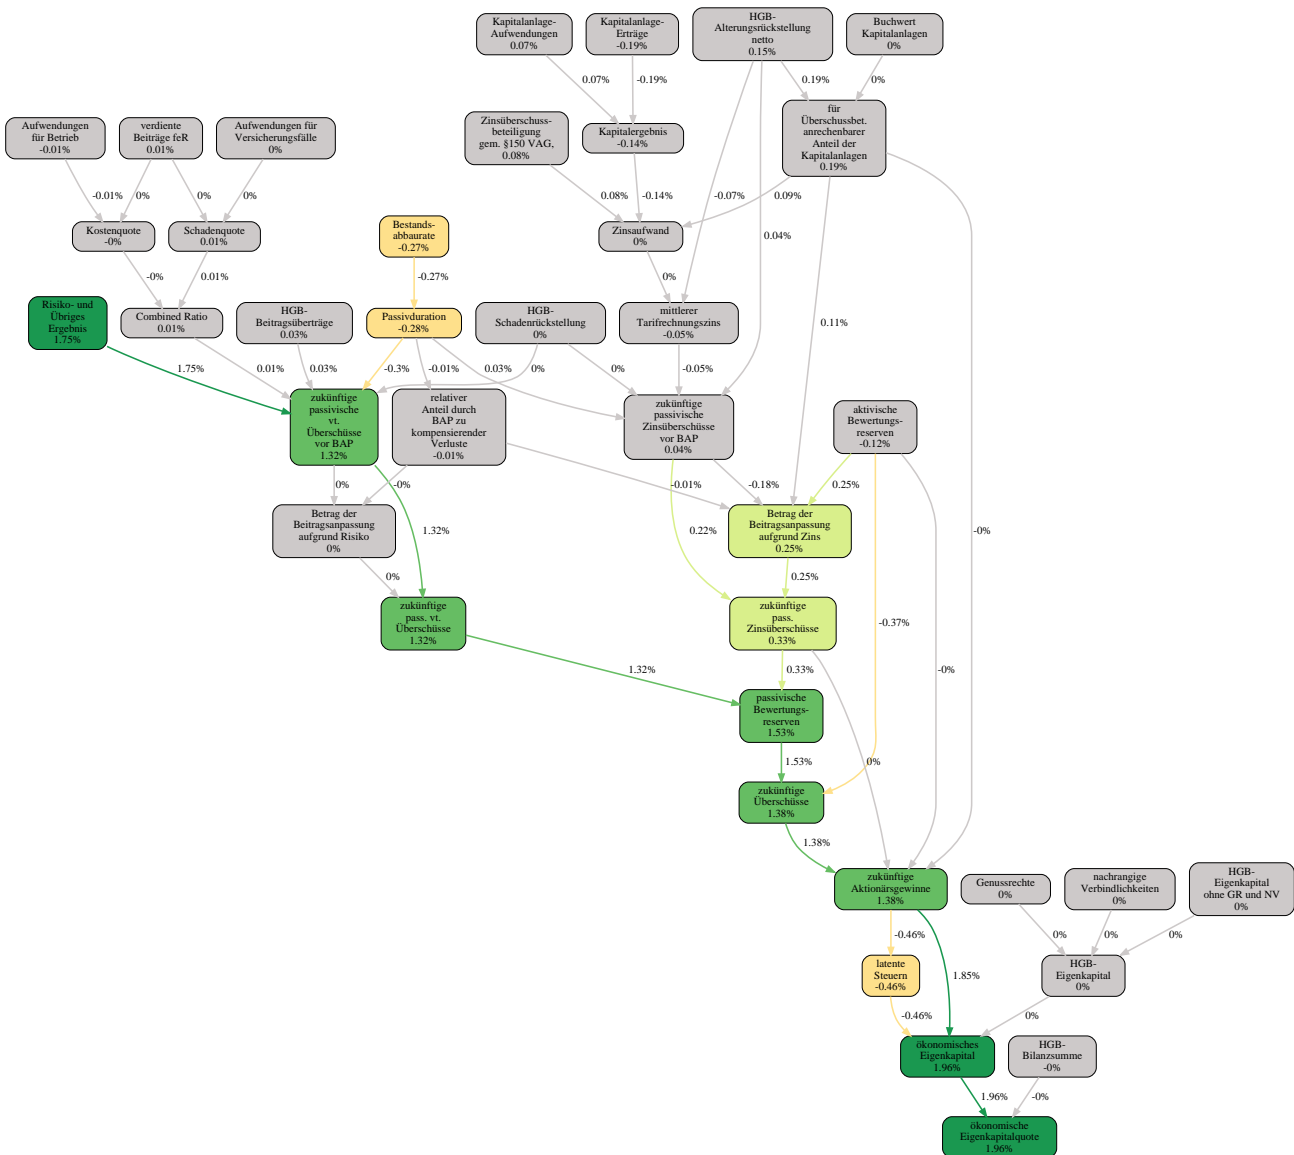 Kapitalanlage-
Aufwendungen
0.07%
Kapitalanlage-
Erträge
-0.19%
HGB-
Alterungsrückstellung
netto
0.15%
Buchwert
Kapitalanlagen
0%
0.07%
-0.19%
0.19%
0%
Aufwendungen
für Betrieb
-0.01%
verdiente
Beiträge feR
0.01%
Aufwendungen für
Versicherungsfälle
0%
Zinsüberschuss-
beteiligung
gem. §150 VAG,
0.08%
Kapitalergebnis
-0.14%
für
Überschussbet.
anrechenbarer
Anteil der
Kapitalanlagen
0.19%
-0.01%
0%
0%
0%
0.08%
-0.14%
-0.07%
0.09%
Kostenquote
-0%
Schadenquote
0.01%
Bestands-
abbaurate
-0.27%
Zinsaufwand
0%
0.04%
-0%
0.01%
-0.27%
0%
Risiko- und
Übriges
Ergebnis
1.75%
Combined Ratio
0.01%
HGB-
Beitragsüberträge
0.03%
Passivduration
-0.28%
HGB-
Schadenrückstellung
0%
mittlerer
Tarifrechnungszins
-0.05%
0.11%
1.75%
0.01%
0.03%
-0.3%
-0.01%
0.03%
0%
0%
-0.05%
zukünftige
passivische
vt.
Überschüsse
vor BAP
1.32%
relativer
Anteil durch
BAP zu
kompensierender
Verluste
-0.01%
zukünftige
passivische
Zinsüberschüsse
vor BAP
0.04%
aktivische
Bewertungs-
reserven
-0.12%
0%
-0%
-0.01%
-0.18%
0.25%
Betrag der
Beitragsanpassung
aufgrund Risiko
0%
1.32%
0.22%
Betrag der
Beitragsanpassung
aufgrund Zins
0.25%
-0%
0%
0.25%
zukünftige
pass. vt.
Überschüsse
1.32%
zukünftige
pass.
Zinsüberschüsse
0.33%
-0.37%
1.32%
0.33%
-0%
passivische
Bewertungs-
reserven
1.53%
1.53%
0%
zukünftige
Überschüsse
1.38%
1.38%
zukünftige
Aktionärsgewinne
1.38%
Genussrechte
0%
nachrangige
Verbindlichkeiten
0%
HGB-
Eigenkapital
ohne GR und NV
0%
-0.46%
0%
0%
0%
latente
Steuern
-0.46%
1.85%
HGB-
Eigenkapital
0%
-0.46%
0%
ökonomisches
Eigenkapital
1.96%
HGB-
Bilanzsumme
-0%
1.96%
-0%
ökonomische
Eigenkapitalquote
1.96%